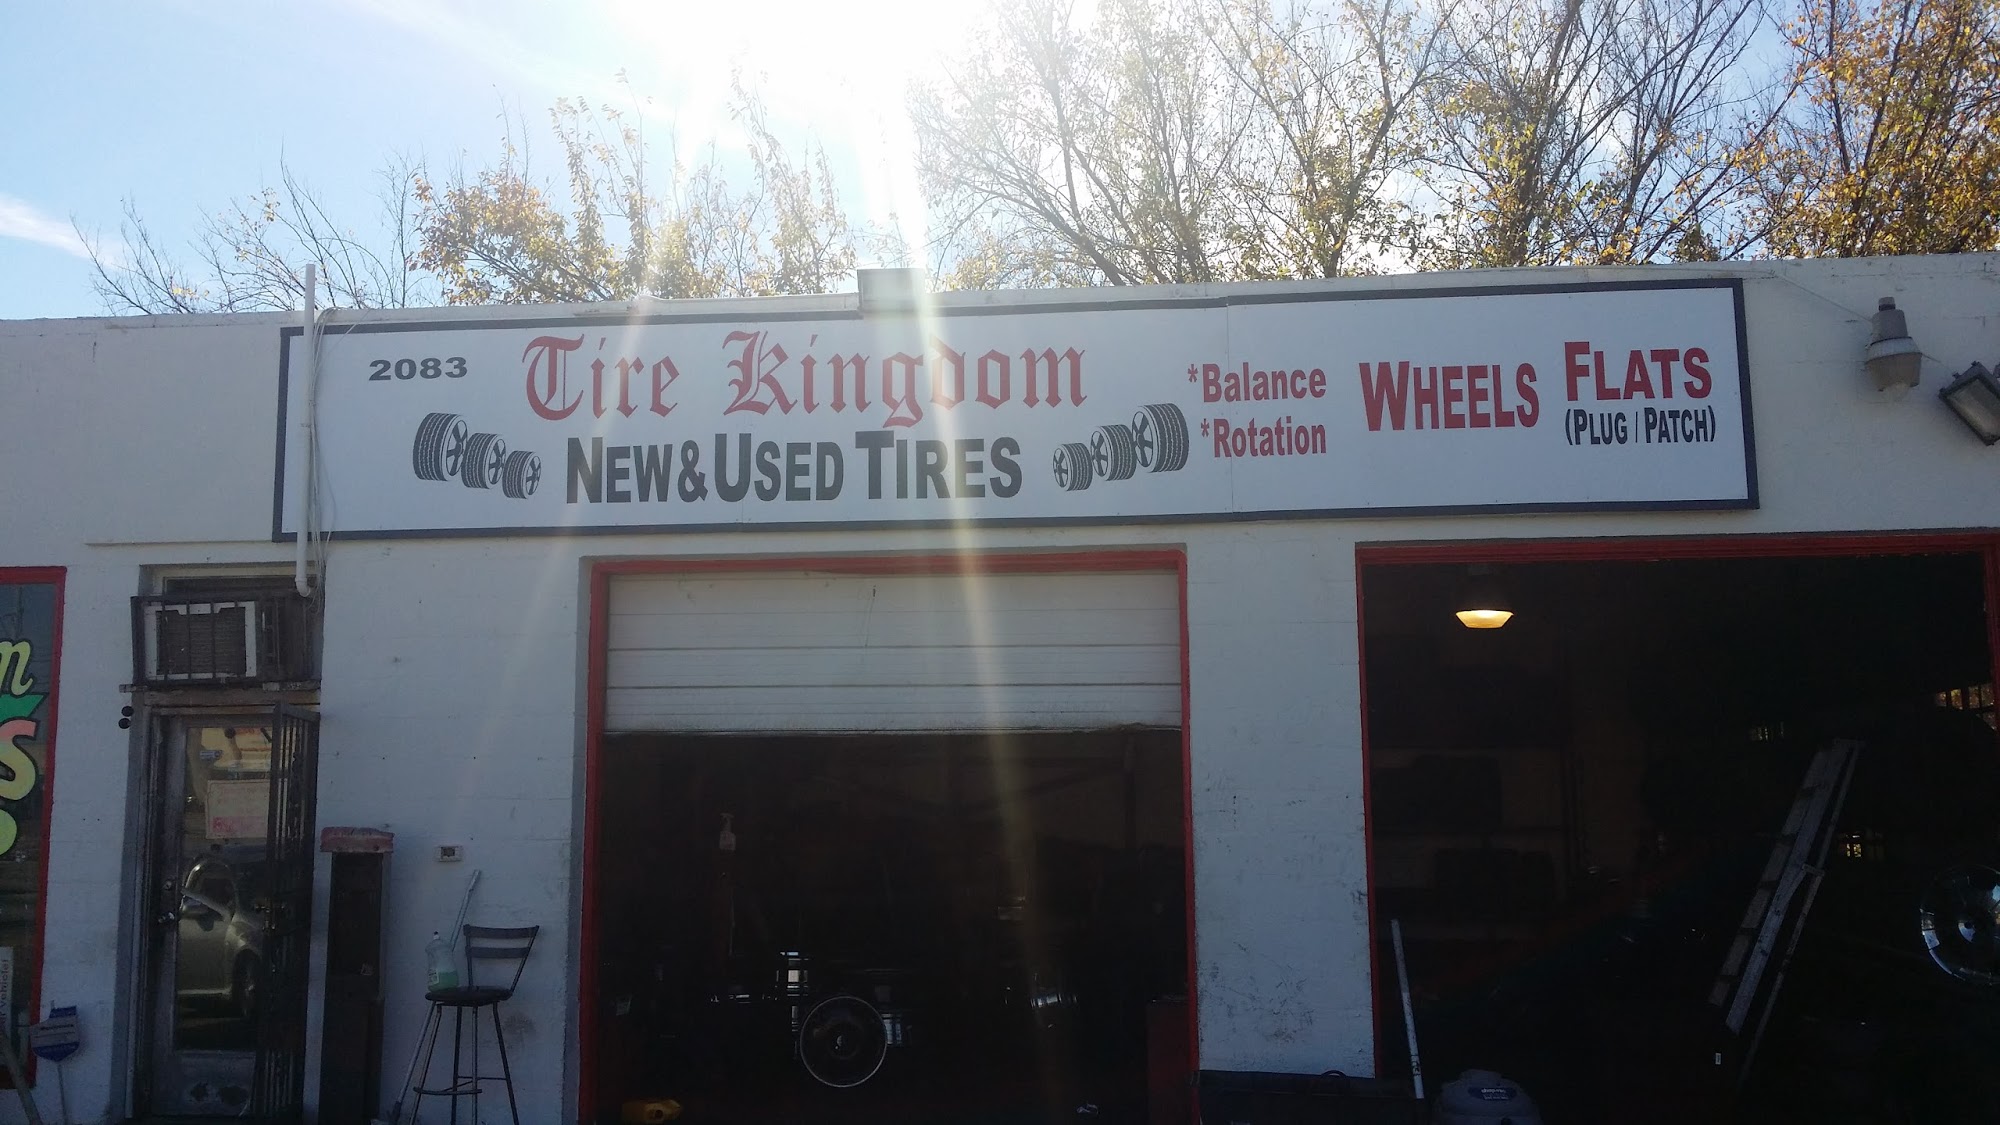 2083
Tire Kingdom
NEW & USED TIRES
*Balance
*Rotation
WHEELS
FLATS
(PLUG / PATCH)